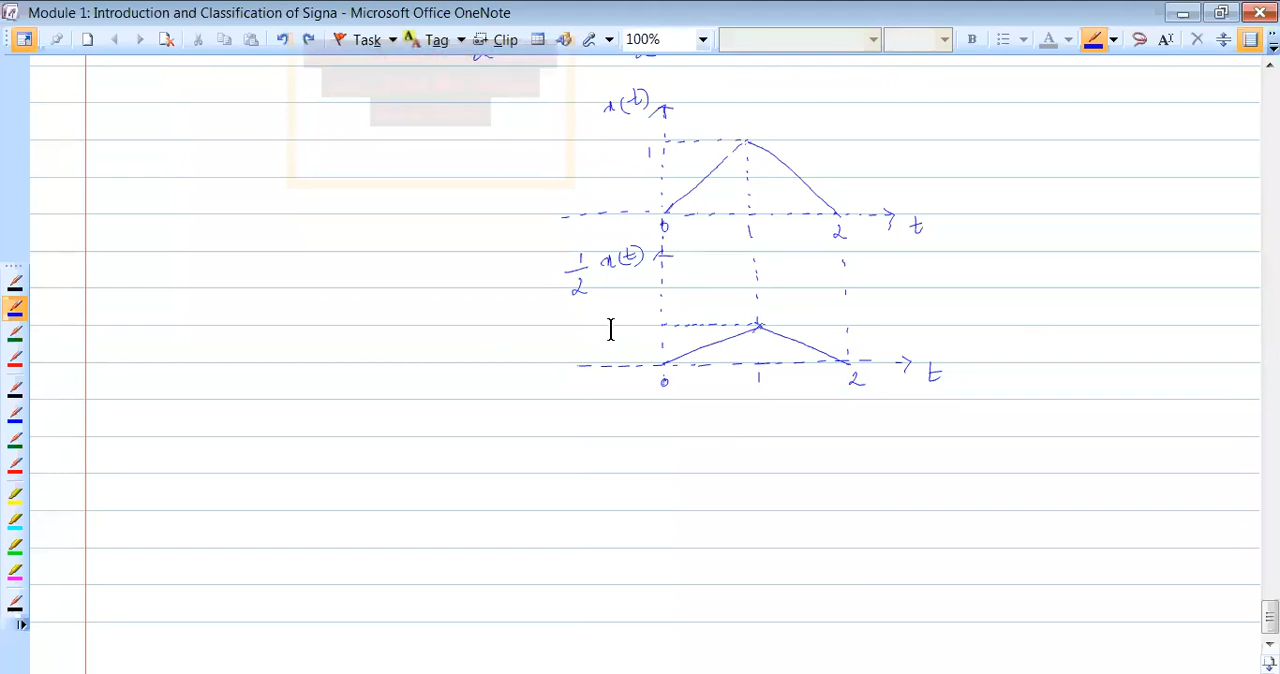 Module 1: Introduction and Classification of Signa - Microsoft Office OneNote
Task Tag Clip 100% B A
x(t)
1
0 1 2 t
1/2 x(t)
0 1 2 t